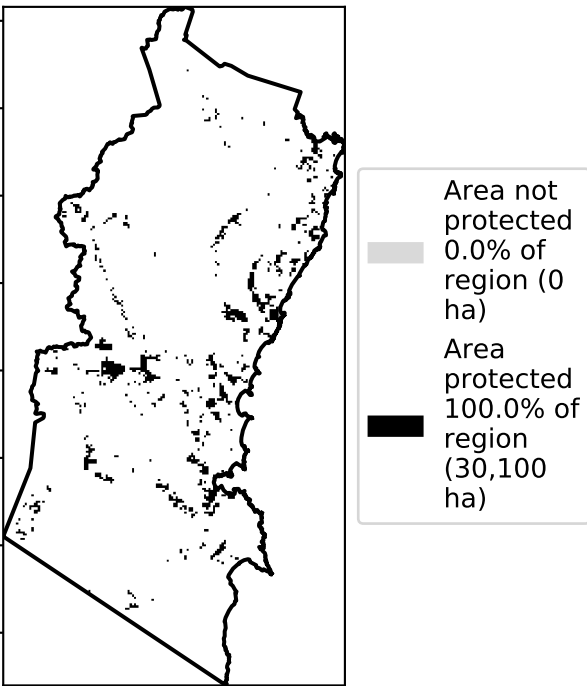 Area not
protected
0.0% of
region (0
ha)
Area
protected
100.0% of
region
(30,100
ha)